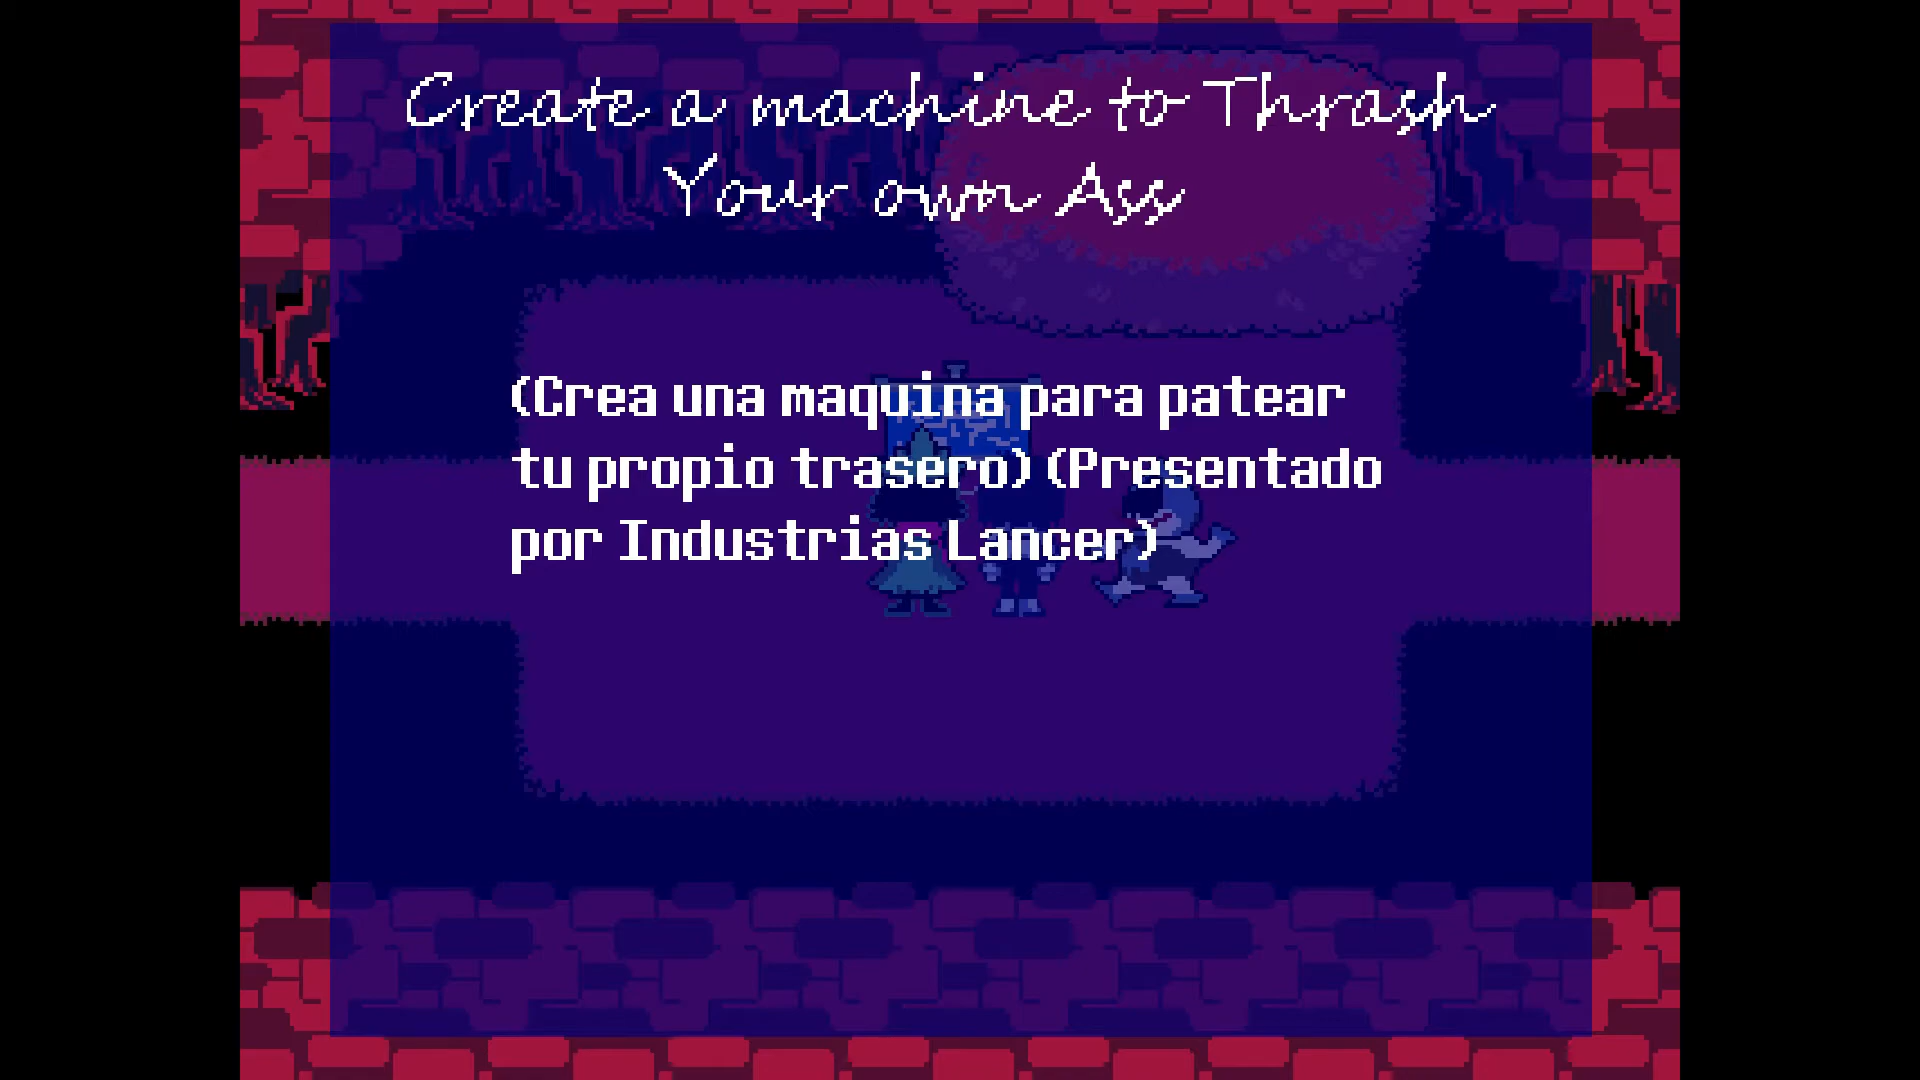 Create a machine to Thrash
Your own Ass
(Crea una maquina para patear
tu propio trasero) (Presentado
por Industrias Lancer)